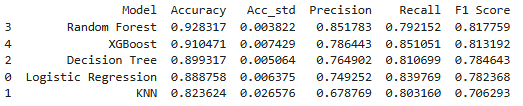 Model Accuracy Acc_std Precision Recall F1 Score
3 Random Forest 0.928317 0.003822 0.851783 0.792152 0.817759
4 XGBoost 0.910471 0.007429 0.786443 0.851051 0.813192
2 Decision Tree 0.899317 0.005064 0.764902 0.810699 0.784643
0 Logistic Regression 0.888758 0.006375 0.749252 0.839769 0.782368
1 KNN 0.823624 0.026576 0.678769 0.803160 0.706293